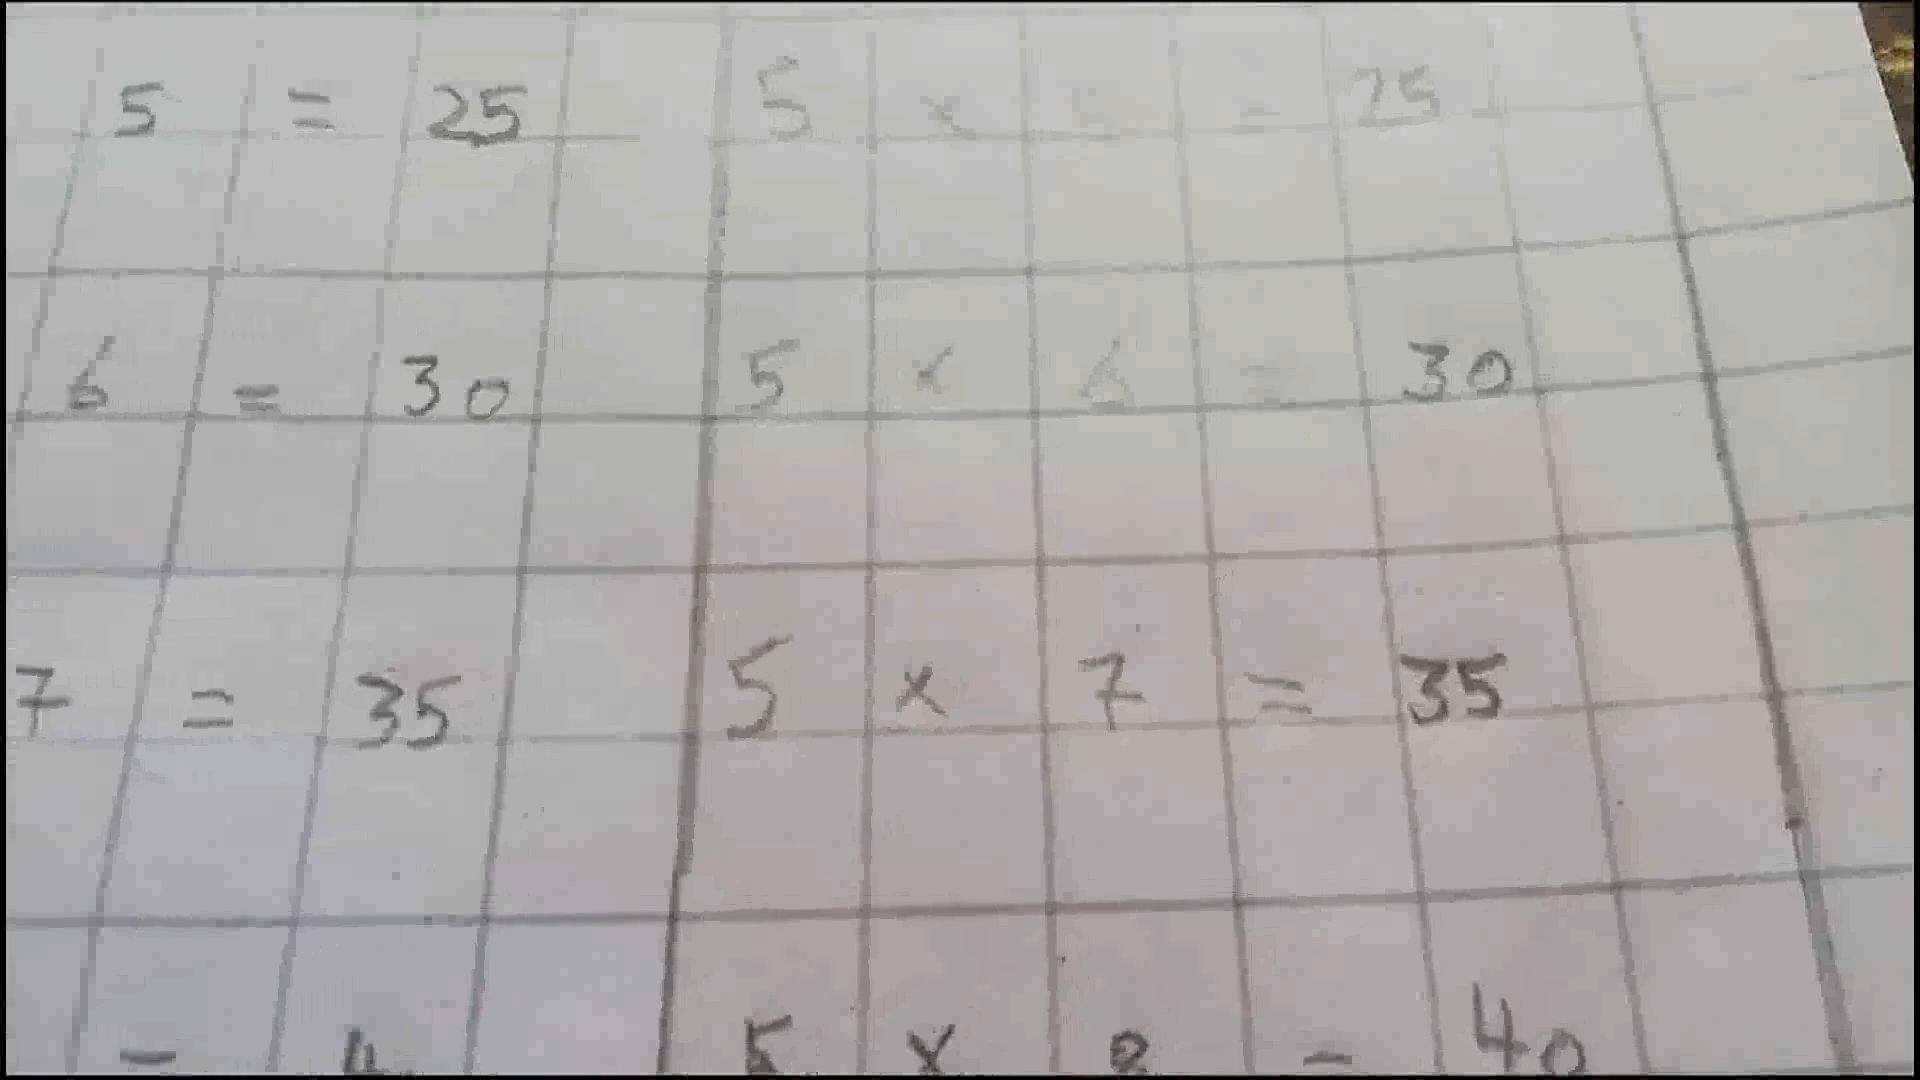 5 = 25 5 x 5 = 25
6 = 30 5 x 6 = 30
7 = 35 5 x 7 = 35
= 5 x 8 = 40